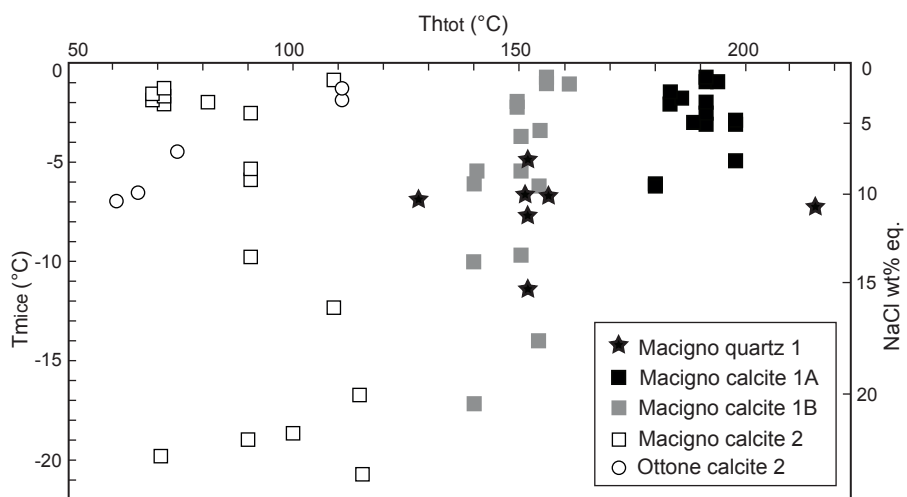 Thtot (°C)
50 100 150 200
0 0
-5 5
-10 10
-15 15
-20 20
Tmice (°C)
NaCl wt% eq.
Macigno quartz 1
Macigno calcite 1A
Macigno calcite 1B
Macigno calcite 2
Ottone calcite 2